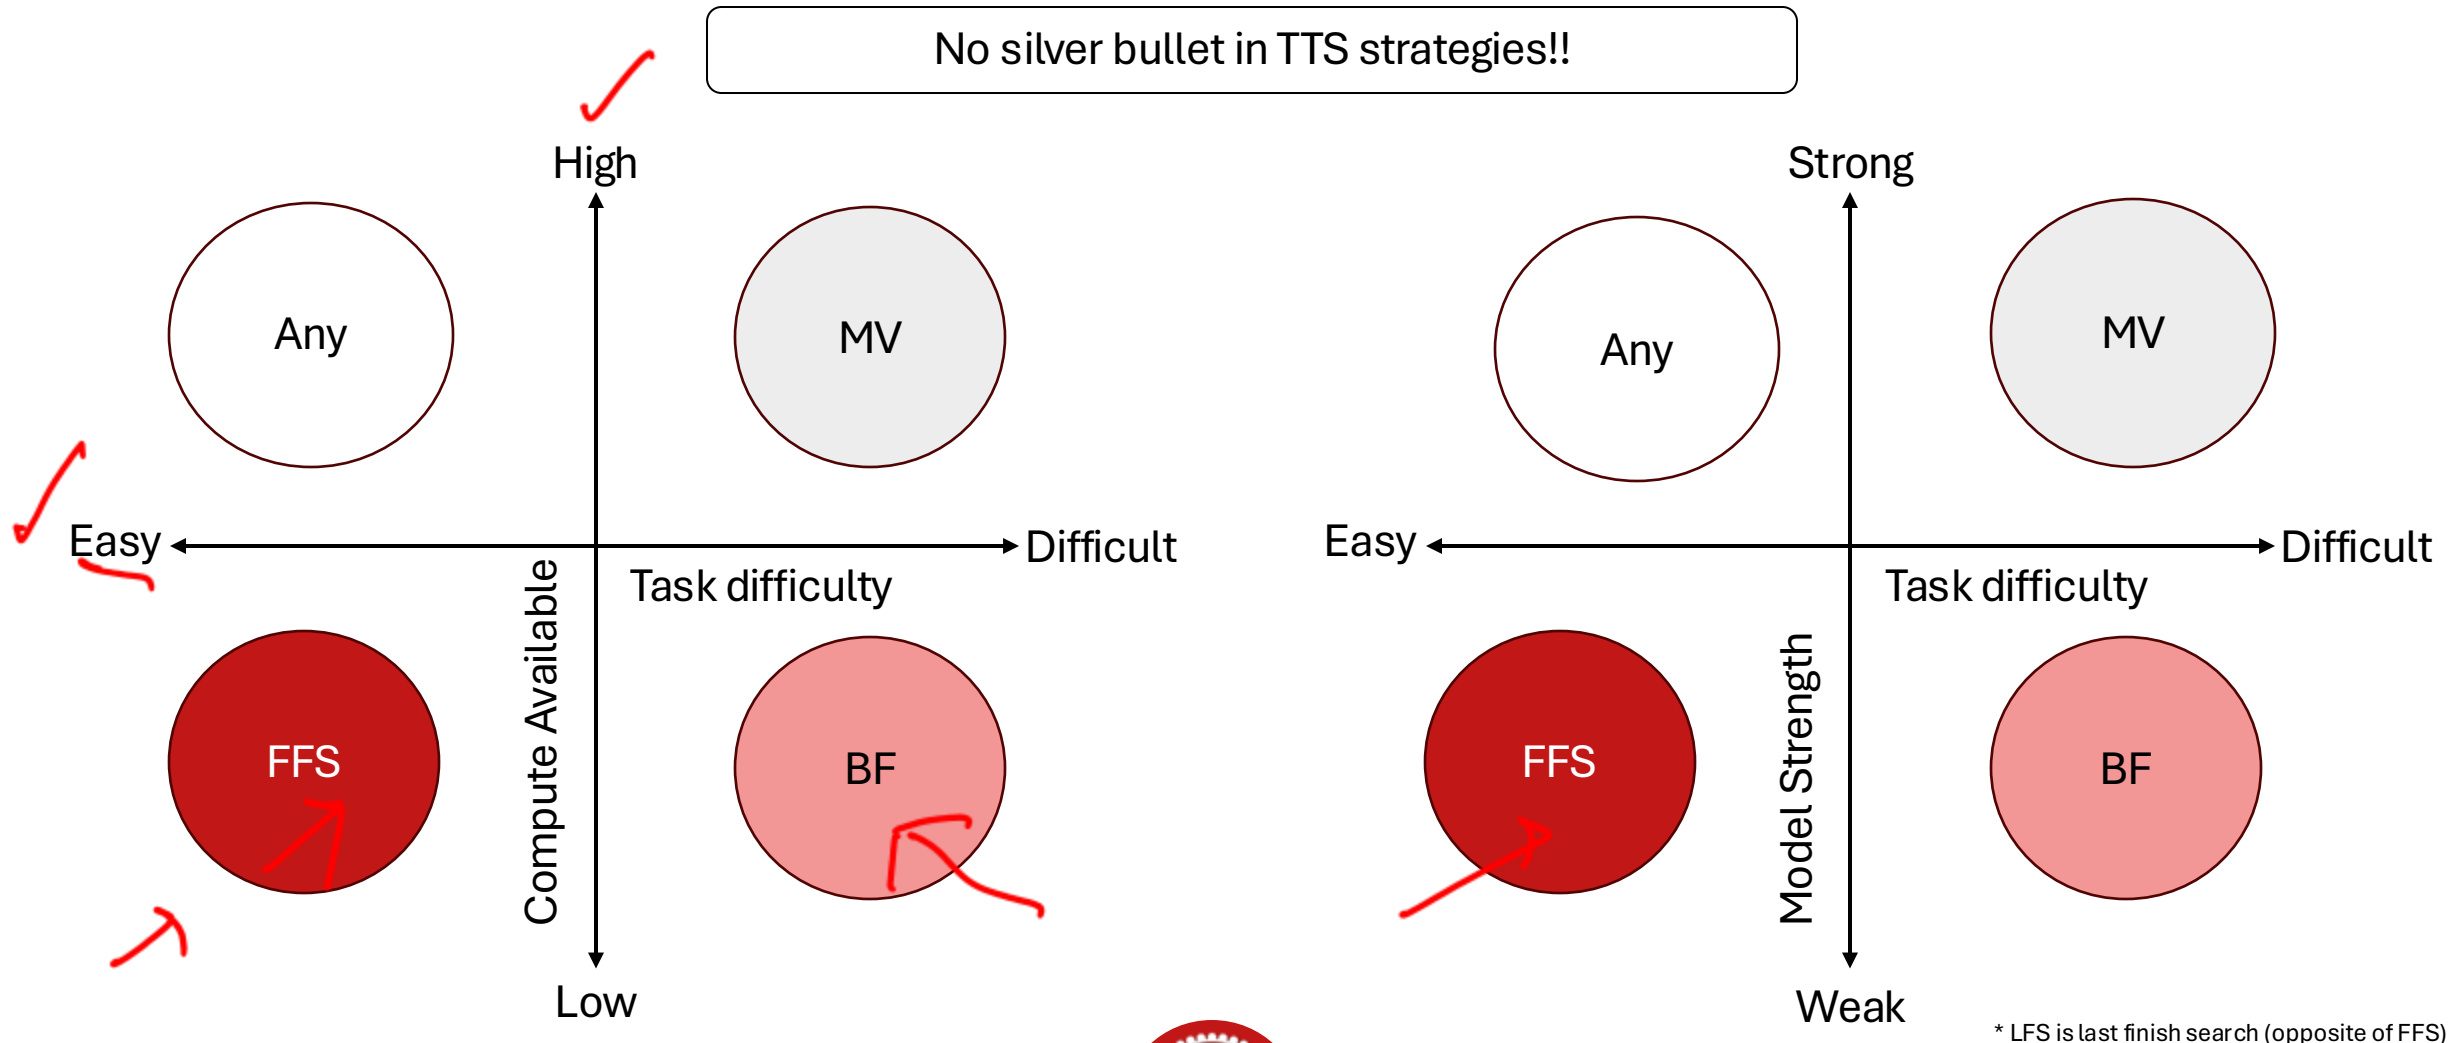 No silver bullet in TTS strategies!!
High
Any
MV
Easy
Difficult
Task difficulty
Compute Available
FFS
BF
Low
Strong
Any
MV
Easy
Difficult
Task difficulty
Model Strength
FFS
BF
Weak
* LFS is last finish search (opposite of FFS)